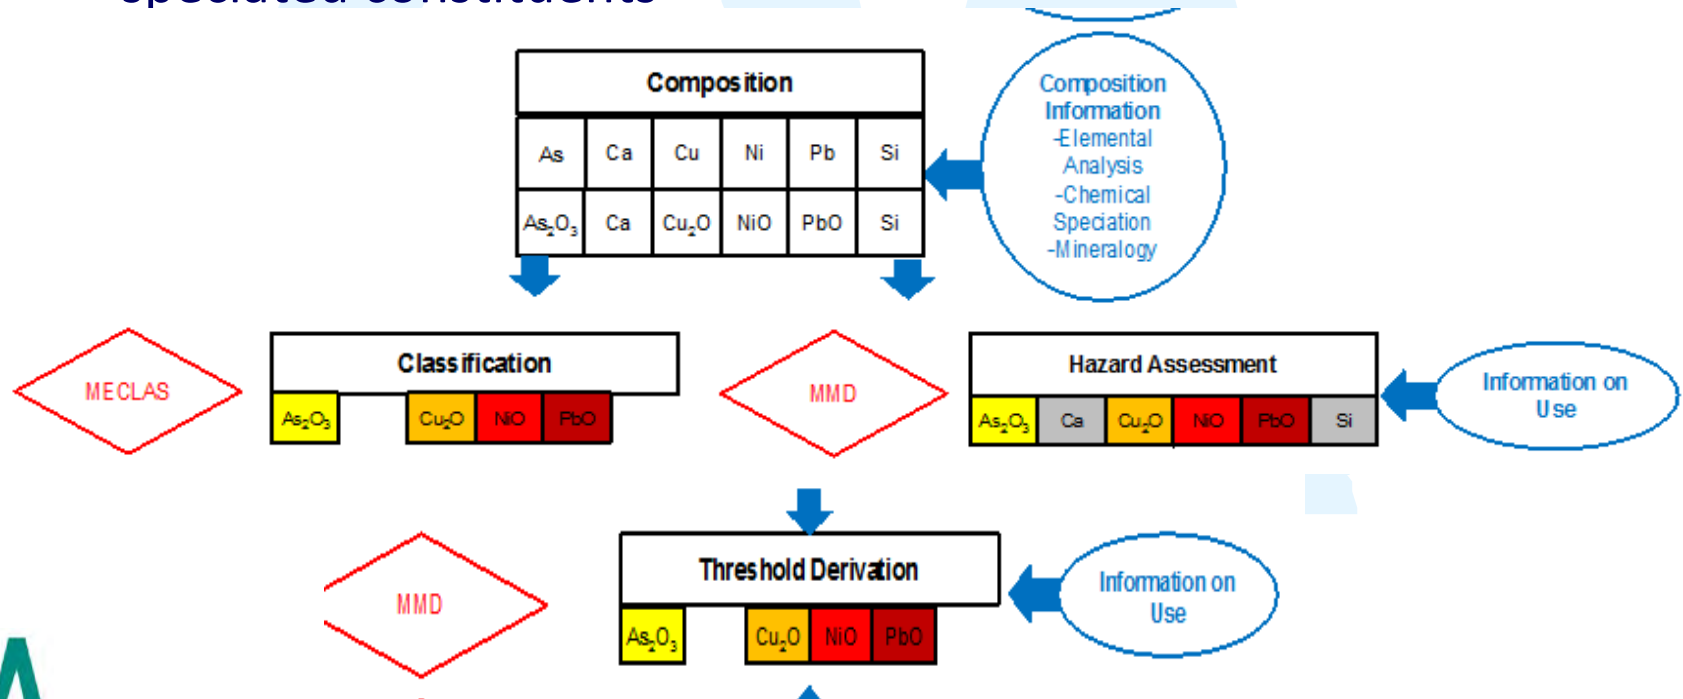 speciated constituents
Composition
As Ca Cu Ni Pb Si
As₂O₃ Ca Cu₂O NiO PbO Si
Composition
Information
-Elemental
Analysis
-Chemical
Speciation
-Mineralogy
MECLAS
Classification
As₂O₃ Cu₂O NiO PbO
MMD
Hazard Assessment
As₂O₃ Ca Cu₂O NiO PbO Si
Information on
Use
MMD
Threshold Derivation
As₂O₃ Cu₂O NiO PbO
Information on
Use